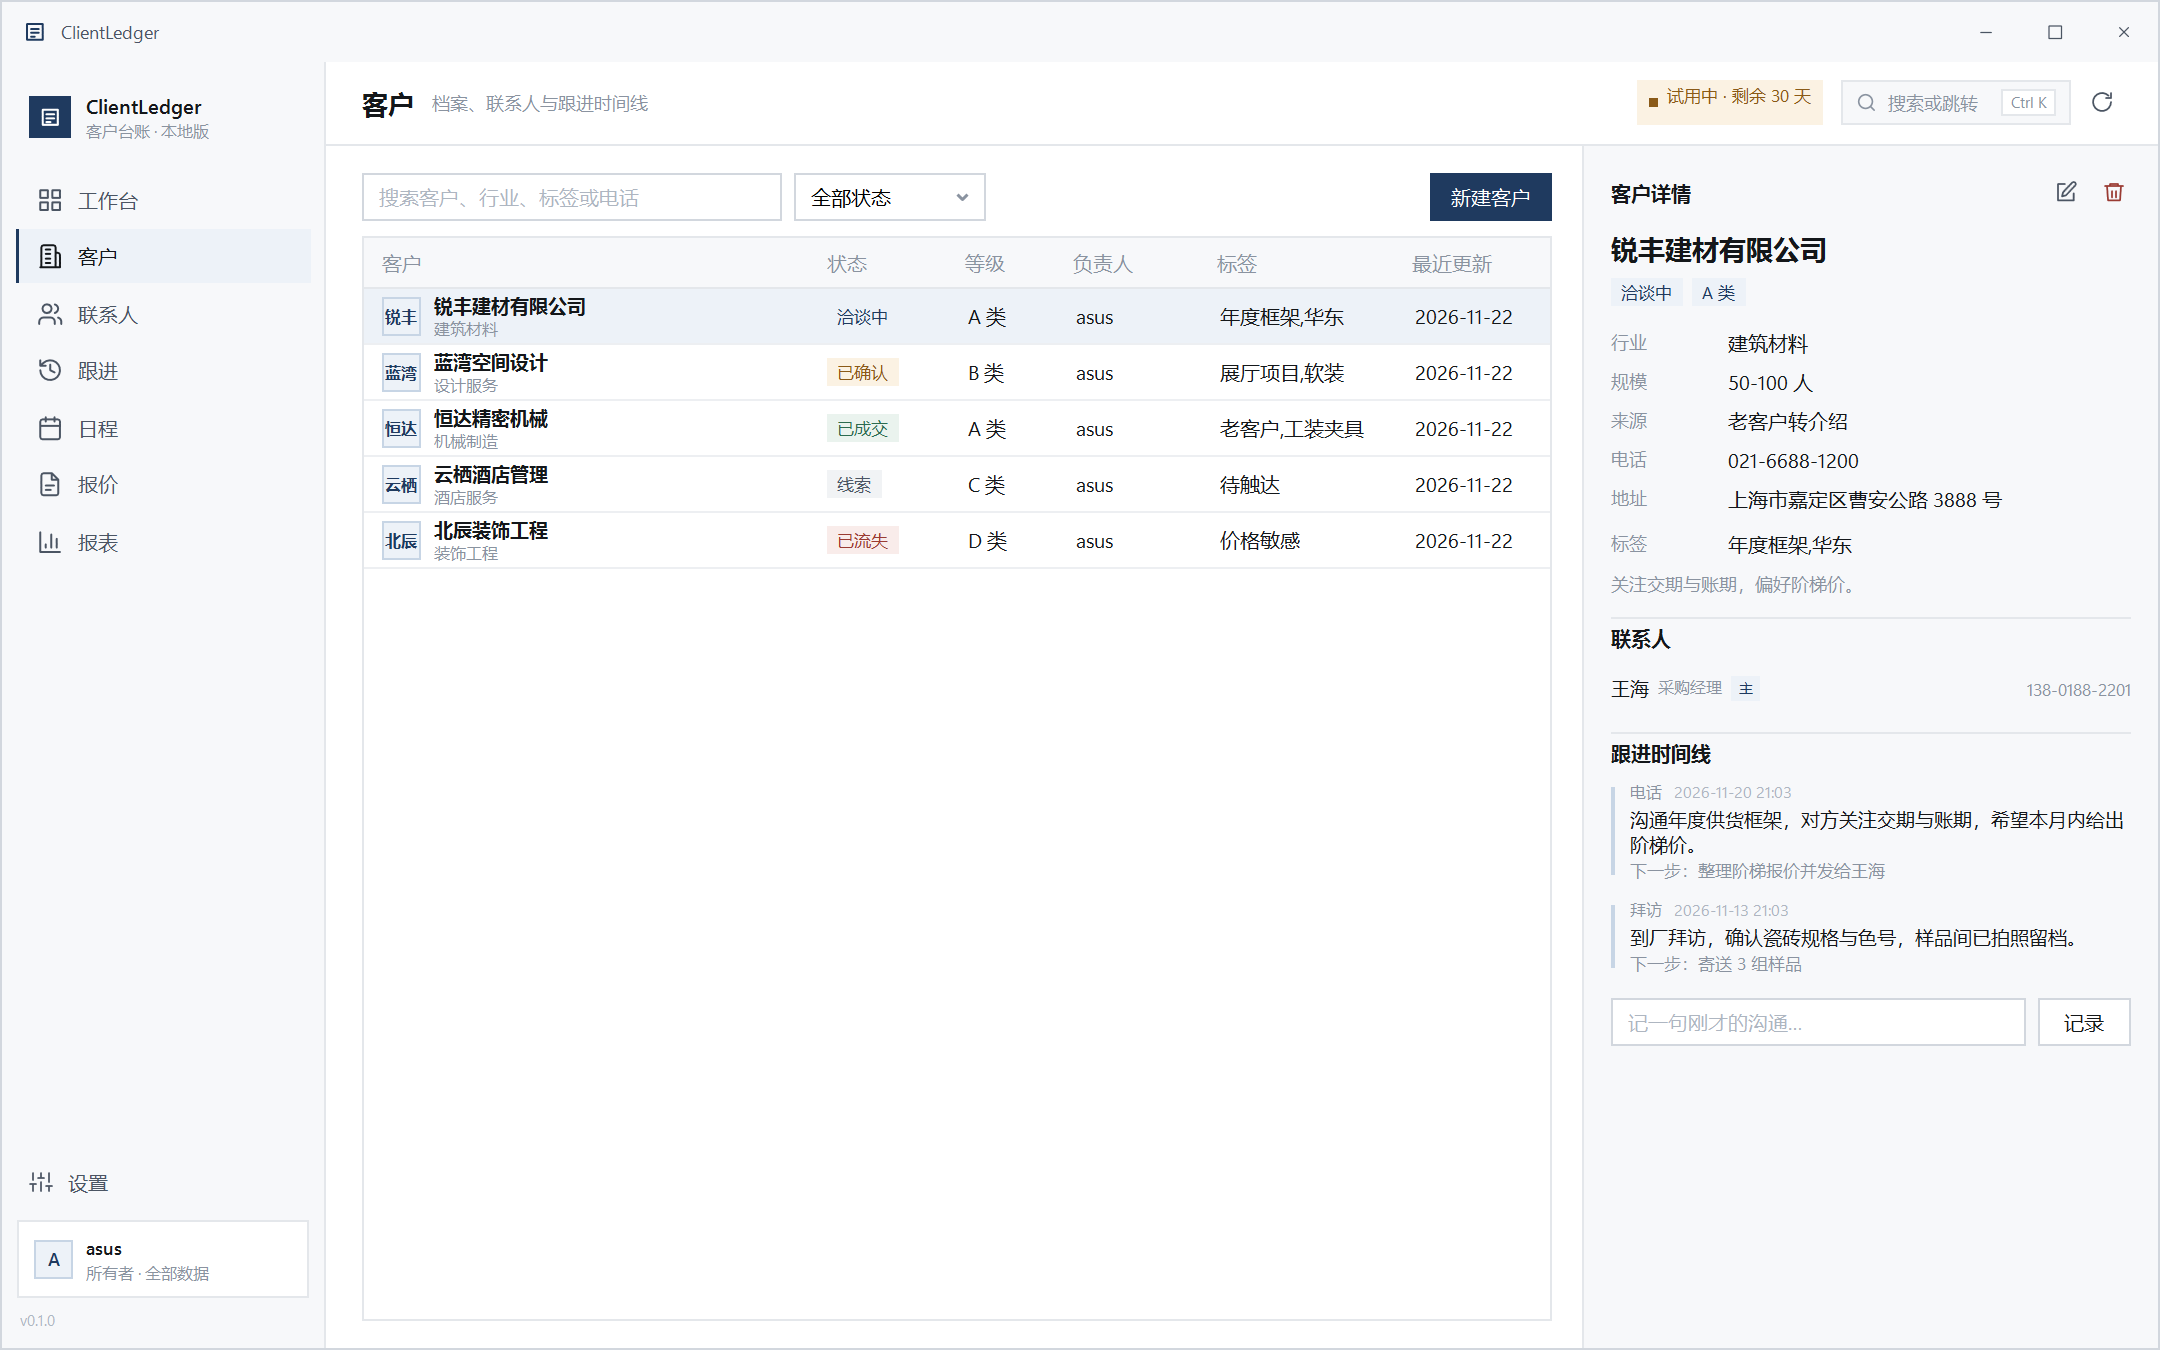 ClientLedger
ClientLedger
客户台账 · 本地版
工作台
客户
联系人
跟进
日程
报价
报表
设置
A
asus
所有者 · 全部数据
v0.1.0
客户 档案、联系人与跟进时间线
试用中 · 剩余 30 天
搜索或跳转 Ctrl K
搜索客户、行业、标签或电话
全部状态
新建客户
客户 状态 等级 负责人 标签 最近更新
锐丰 锐丰建材有限公司 洽谈中 A 类 asus 年度框架,华东 2026-11-22
建筑材料
蓝湾 蓝湾空间设计 已确认 B 类 asus 展厅项目,软装 2026-11-22
设计服务
恒达 恒达精密机械 已成交 A 类 asus 老客户,工装夹具 2026-11-22
机械制造
云栖 云栖酒店管理 线索 C 类 asus 待触达 2026-11-22
酒店服务
北辰 北辰装饰工程 已流失 D 类 asus 价格敏感 2026-11-22
装饰工程
客户详情
锐丰建材有限公司
洽谈中 A 类
行业 建筑材料
规模 50-100 人
来源 老客户转介绍
电话 021-6688-1200
地址 上海市嘉定区曹安公路 3888 号
标签 年度框架,华东
关注交期与账期，偏好阶梯价。
联系人
王海 采购经理 主 138-0188-2201
跟进时间线
电话 2026-11-20 21:03
沟通年度供货框架，对方关注交期与账期，希望本月内给出
阶梯价。
下一步：整理阶梯报价并发给王海
拜访 2026-11-13 21:03
到厂拜访，确认瓷砖规格与色号，样品间已拍照留档。
下一步：寄送 3 组样品
记一句刚才的沟通...
记录